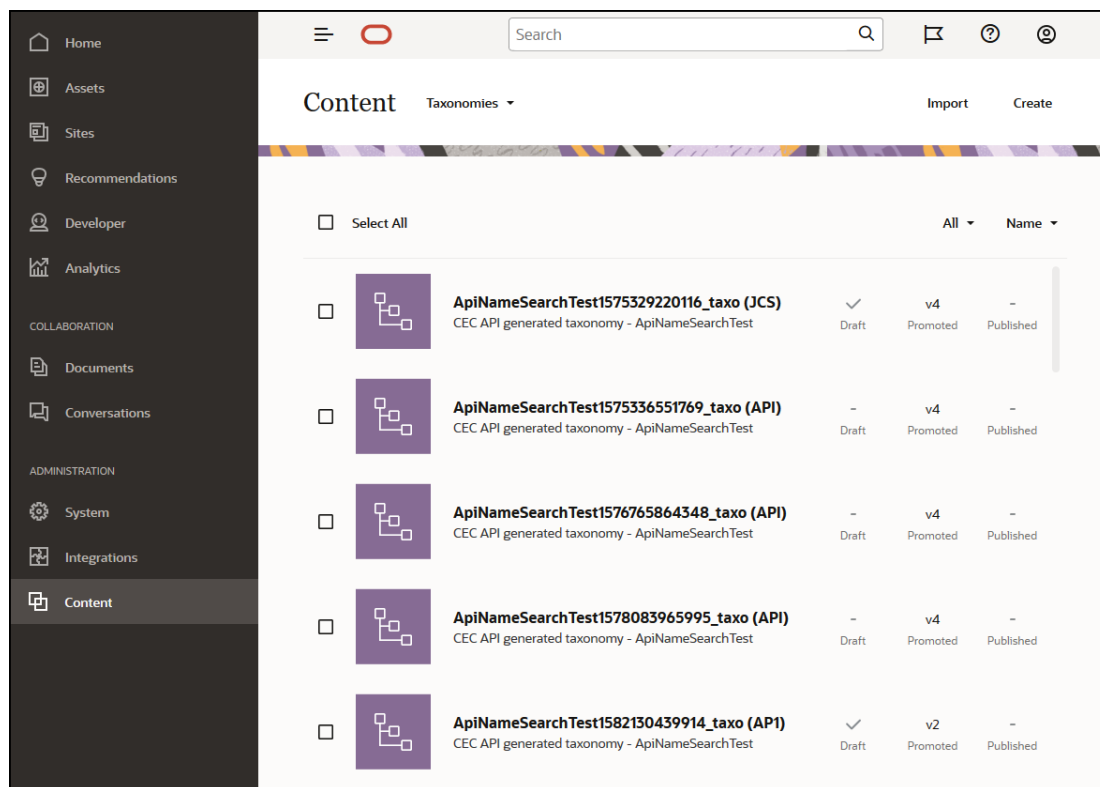 Home
Assets
Sites
Recommendations
Developer
Analytics
COLLABORATION
Documents
Conversations
ADMINISTRATION
System
Integrations
Content
Search
Content Taxonomies Import Create
Select All All Name
ApiNameSearchTest1575329220116_taxo (JCS)
CEC API generated taxonomy - ApiNameSearchTest
v4 -
Draft Promoted Published
ApiNameSearchTest1575336551769_taxo (API)
CEC API generated taxonomy - ApiNameSearchTest
- v4 -
Draft Promoted Published
ApiNameSearchTest1576765864348_taxo (API)
CEC API generated taxonomy - ApiNameSearchTest
- v4 -
Draft Promoted Published
ApiNameSearchTest1578083965995_taxo (API)
CEC API generated taxonomy - ApiNameSearchTest
- v4 -
Draft Promoted Published
ApiNameSearchTest1582130439914_taxo (AP1)
CEC API generated taxonomy - ApiNameSearchTest
v2 -
Draft Promoted Published